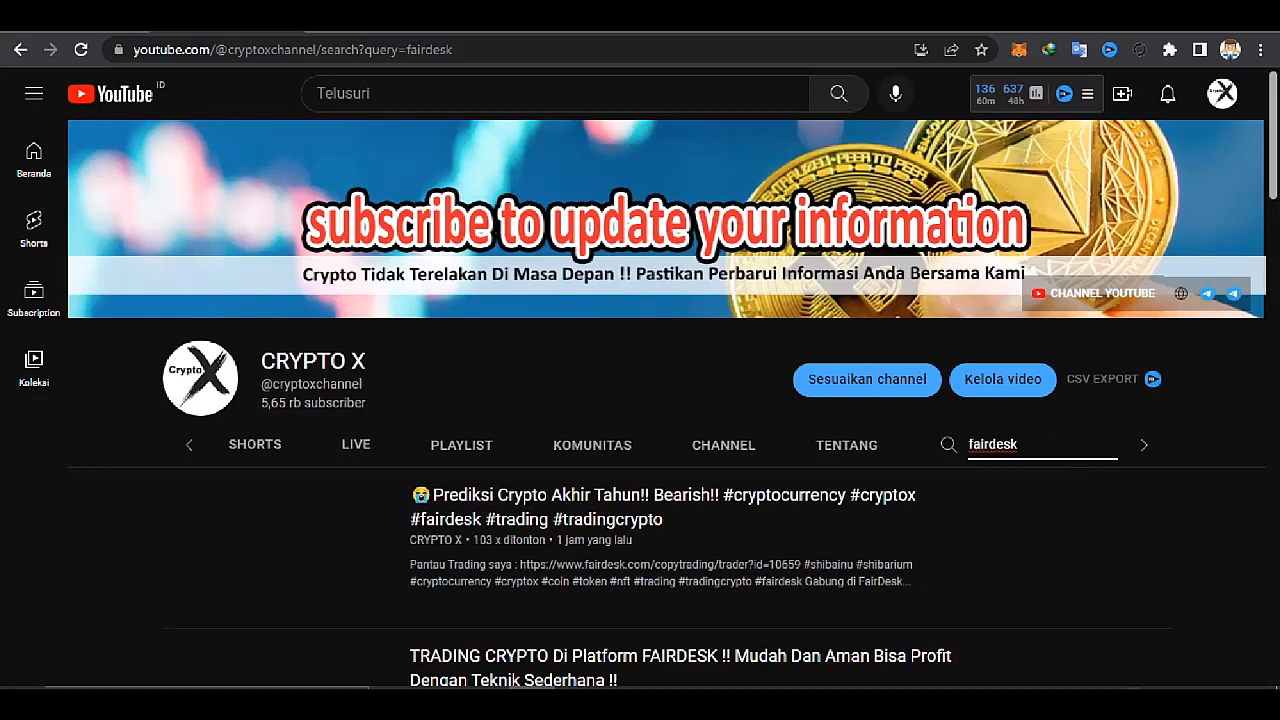 youtube.com/@cryptoxchannel/search?query=fairdesk
YouTube ID
Telusuri
136 637
60m 48h
Beranda
Shorts
Subscription
Koleksi
subscribe to update your information
Crypto Tidak Terelakan Di Masa Depan !! Pastikan Perbarui Informasi Anda Bersama Kami
CHANNEL YOUTUBE
Crypto X
CRYPTO X
@cryptoxchannel
5,65 rb subscriber
Sesuaikan channel
Kelola video
CSV EXPORT
SHORTS
LIVE
PLAYLIST
KOMUNITAS
CHANNEL
TENTANG
fairdesk
😭Prediksi Crypto Akhir Tahun!! Bearish!! #cryptocurrency #cryptox
#fairdesk #trading #tradingcrypto
CRYPTO X • 103 x ditonton • 1 jam yang lalu
Pantau Trading saya : https://www.fairdesk.com/copytrading/trader?id=10659 #shibainu #shibarium
#cryptocurrency #cryptox #coin #token #nft #trading #tradingcrypto #fairdesk Gabung di FairDesk...
TRADING CRYPTO Di Platform FAIRDESK !! Mudah Dan Aman Bisa Profit
Dengan Teknik Sederhana !!